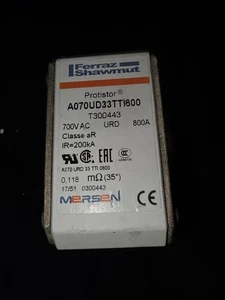 Ferraz
Shawmut
Protistor®
A070UD33TTI800
T300443
700V AC URD 800A
Classe aR
IR=200kA
A070 URD 33 TTI 0800
0,118 mΩ(35°)
17/51 0300443
MERSEN
CE